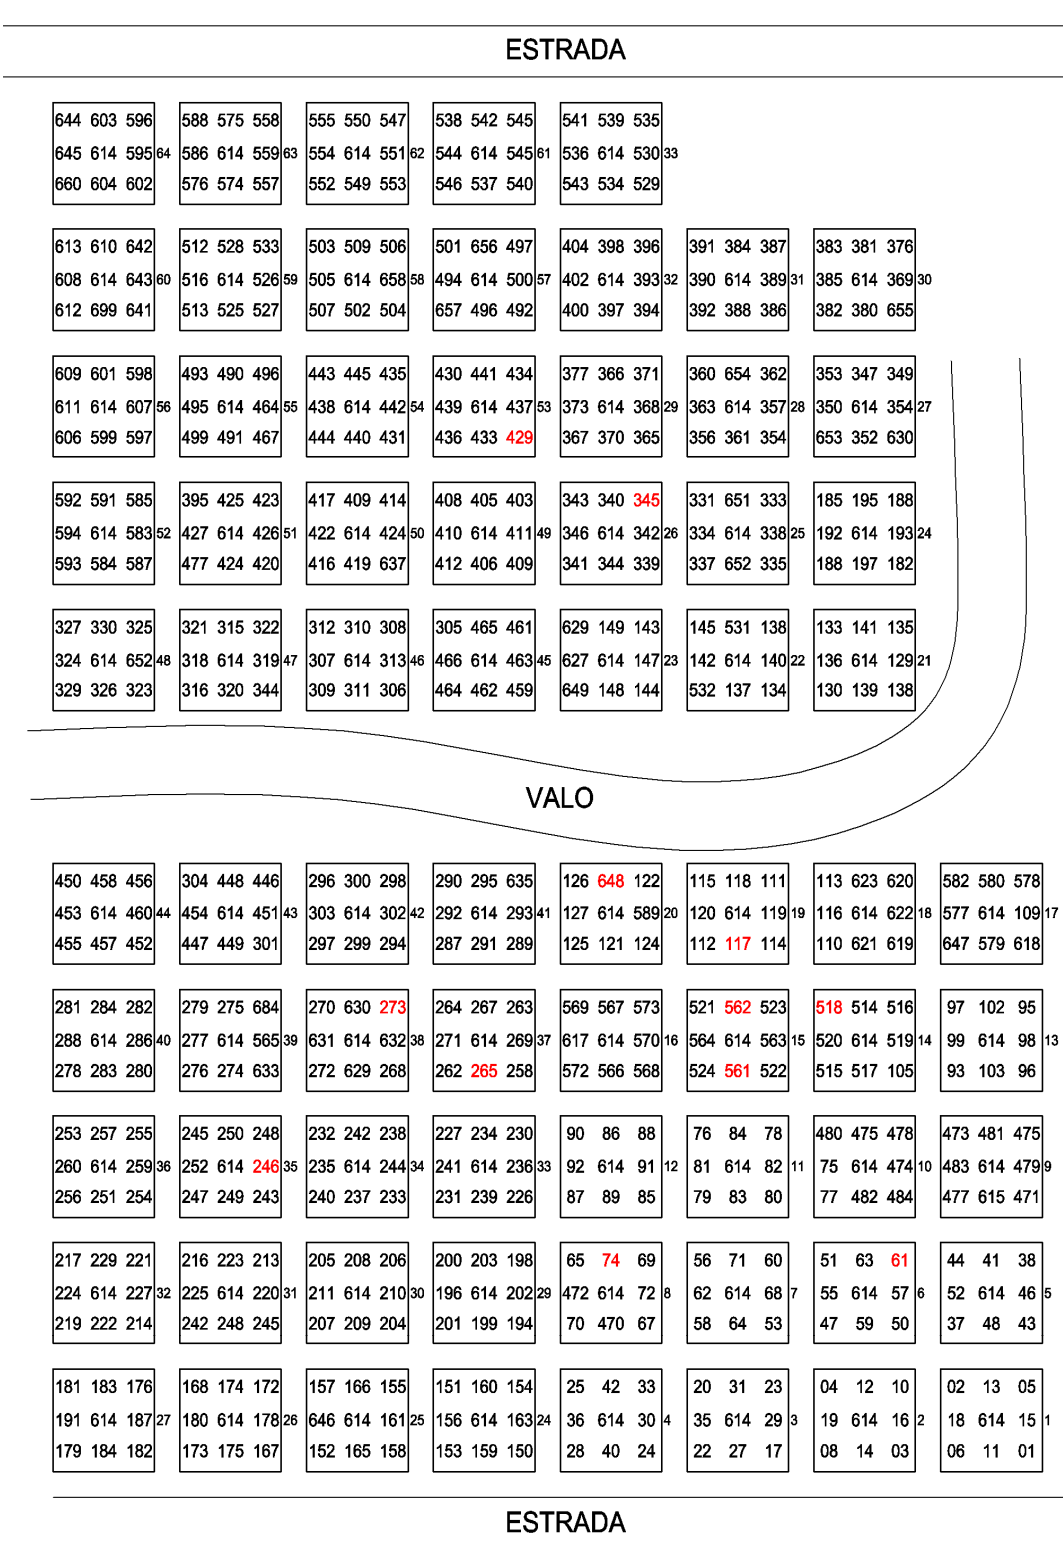 ESTRADA
644 603 596 588 575 558 555 550 547 538 542 545 541 539 535
645 614 595 64 586 614 559 63 554 614 551 62 544 614 545 61 536 614 530 33
660 604 602 576 574 557 552 549 553 546 537 540 543 534 529
613 610 642 512 528 533 503 509 506 501 656 497 404 398 396 391 384 387 383 381 376
608 614 643 60 516 614 526 59 505 614 658 58 494 614 500 57 402 614 393 32 390 614 389 31 385 614 369 30
612 699 641 513 525 527 507 502 504 657 496 492 400 397 394 392 388 386 382 380 655
609 601 598 493 490 496 443 445 435 430 441 434 377 366 371 360 654 362 353 347 349
611 614 607 56 495 614 464 55 438 614 442 54 439 614 437 53 373 614 368 29 363 614 357 28 350 614 354 27
606 599 597 499 491 467 444 440 431 436 433 429 367 370 365 356 361 354 653 352 630
592 591 585 395 425 423 417 409 414 408 405 403 343 340 345 331 651 333 185 195 188
594 614 583 52 427 614 426 51 422 614 424 50 410 614 411 49 346 614 342 26 334 614 338 25 192 614 193 24
593 584 587 477 424 420 416 419 637 412 406 409 341 344 339 337 652 335 188 197 182
327 330 325 321 315 322 312 310 308 305 465 461 629 149 143 145 531 138 133 141 135
324 614 652 48 318 614 319 47 307 614 313 46 466 614 463 45 627 614 147 23 142 614 140 22 136 614 129 21
329 326 323 316 320 344 309 311 306 464 462 459 649 148 144 532 137 134 130 139 138
VALO
450 458 456 304 448 446 296 300 298 290 295 635 126 648 122 115 118 111 113 623 620 582 580 578
453 614 460 44 454 614 451 43 303 614 302 42 292 614 293 41 127 614 589 20 120 614 119 19 116 614 622 18 577 614 109 17
455 457 452 447 449 301 297 299 294 287 291 289 125 121 124 112 117 114 110 621 619 647 579 618
281 284 282 279 275 684 270 630 273 264 267 263 569 567 573 521 562 523 518 514 516 97 102 95
288 614 286 40 277 614 565 39 631 614 632 38 271 614 269 37 617 614 570 16 564 614 563 15 520 614 519 14 99 614 98 13
278 283 280 276 274 633 272 629 268 262 265 258 572 566 568 524 561 522 515 517 105 93 103 96
253 257 255 245 250 248 232 242 238 227 234 230 90 86 88 76 84 78 480 475 478 473 481 475
260 614 259 36 252 614 246 35 235 614 244 34 241 614 236 33 92 614 91 12 81 614 82 11 75 614 474 10 483 614 479 9
256 251 254 247 249 243 240 237 233 231 239 226 87 89 85 79 83 80 77 482 484 477 615 471
217 229 221 216 223 213 205 208 206 200 203 198 65 74 69 56 71 60 51 63 61 44 41 38
224 614 227 32 225 614 220 31 211 614 210 30 196 614 202 29 472 614 72 8 62 614 68 7 55 614 57 6 52 614 46 5
219 222 214 242 248 245 207 209 204 201 199 194 70 470 67 58 64 53 47 59 50 37 48 43
181 183 176 168 174 172 157 166 155 151 160 154 25 42 33 20 31 23 04 12 10 02 13 05
191 614 187 27 180 614 178 26 646 614 161 25 156 614 163 24 36 614 30 4 35 614 29 3 19 614 16 2 18 614 15 1
179 184 182 173 175 167 152 165 158 153 159 150 28 40 24 22 27 17 08 14 03 06 11 01
ESTRADA